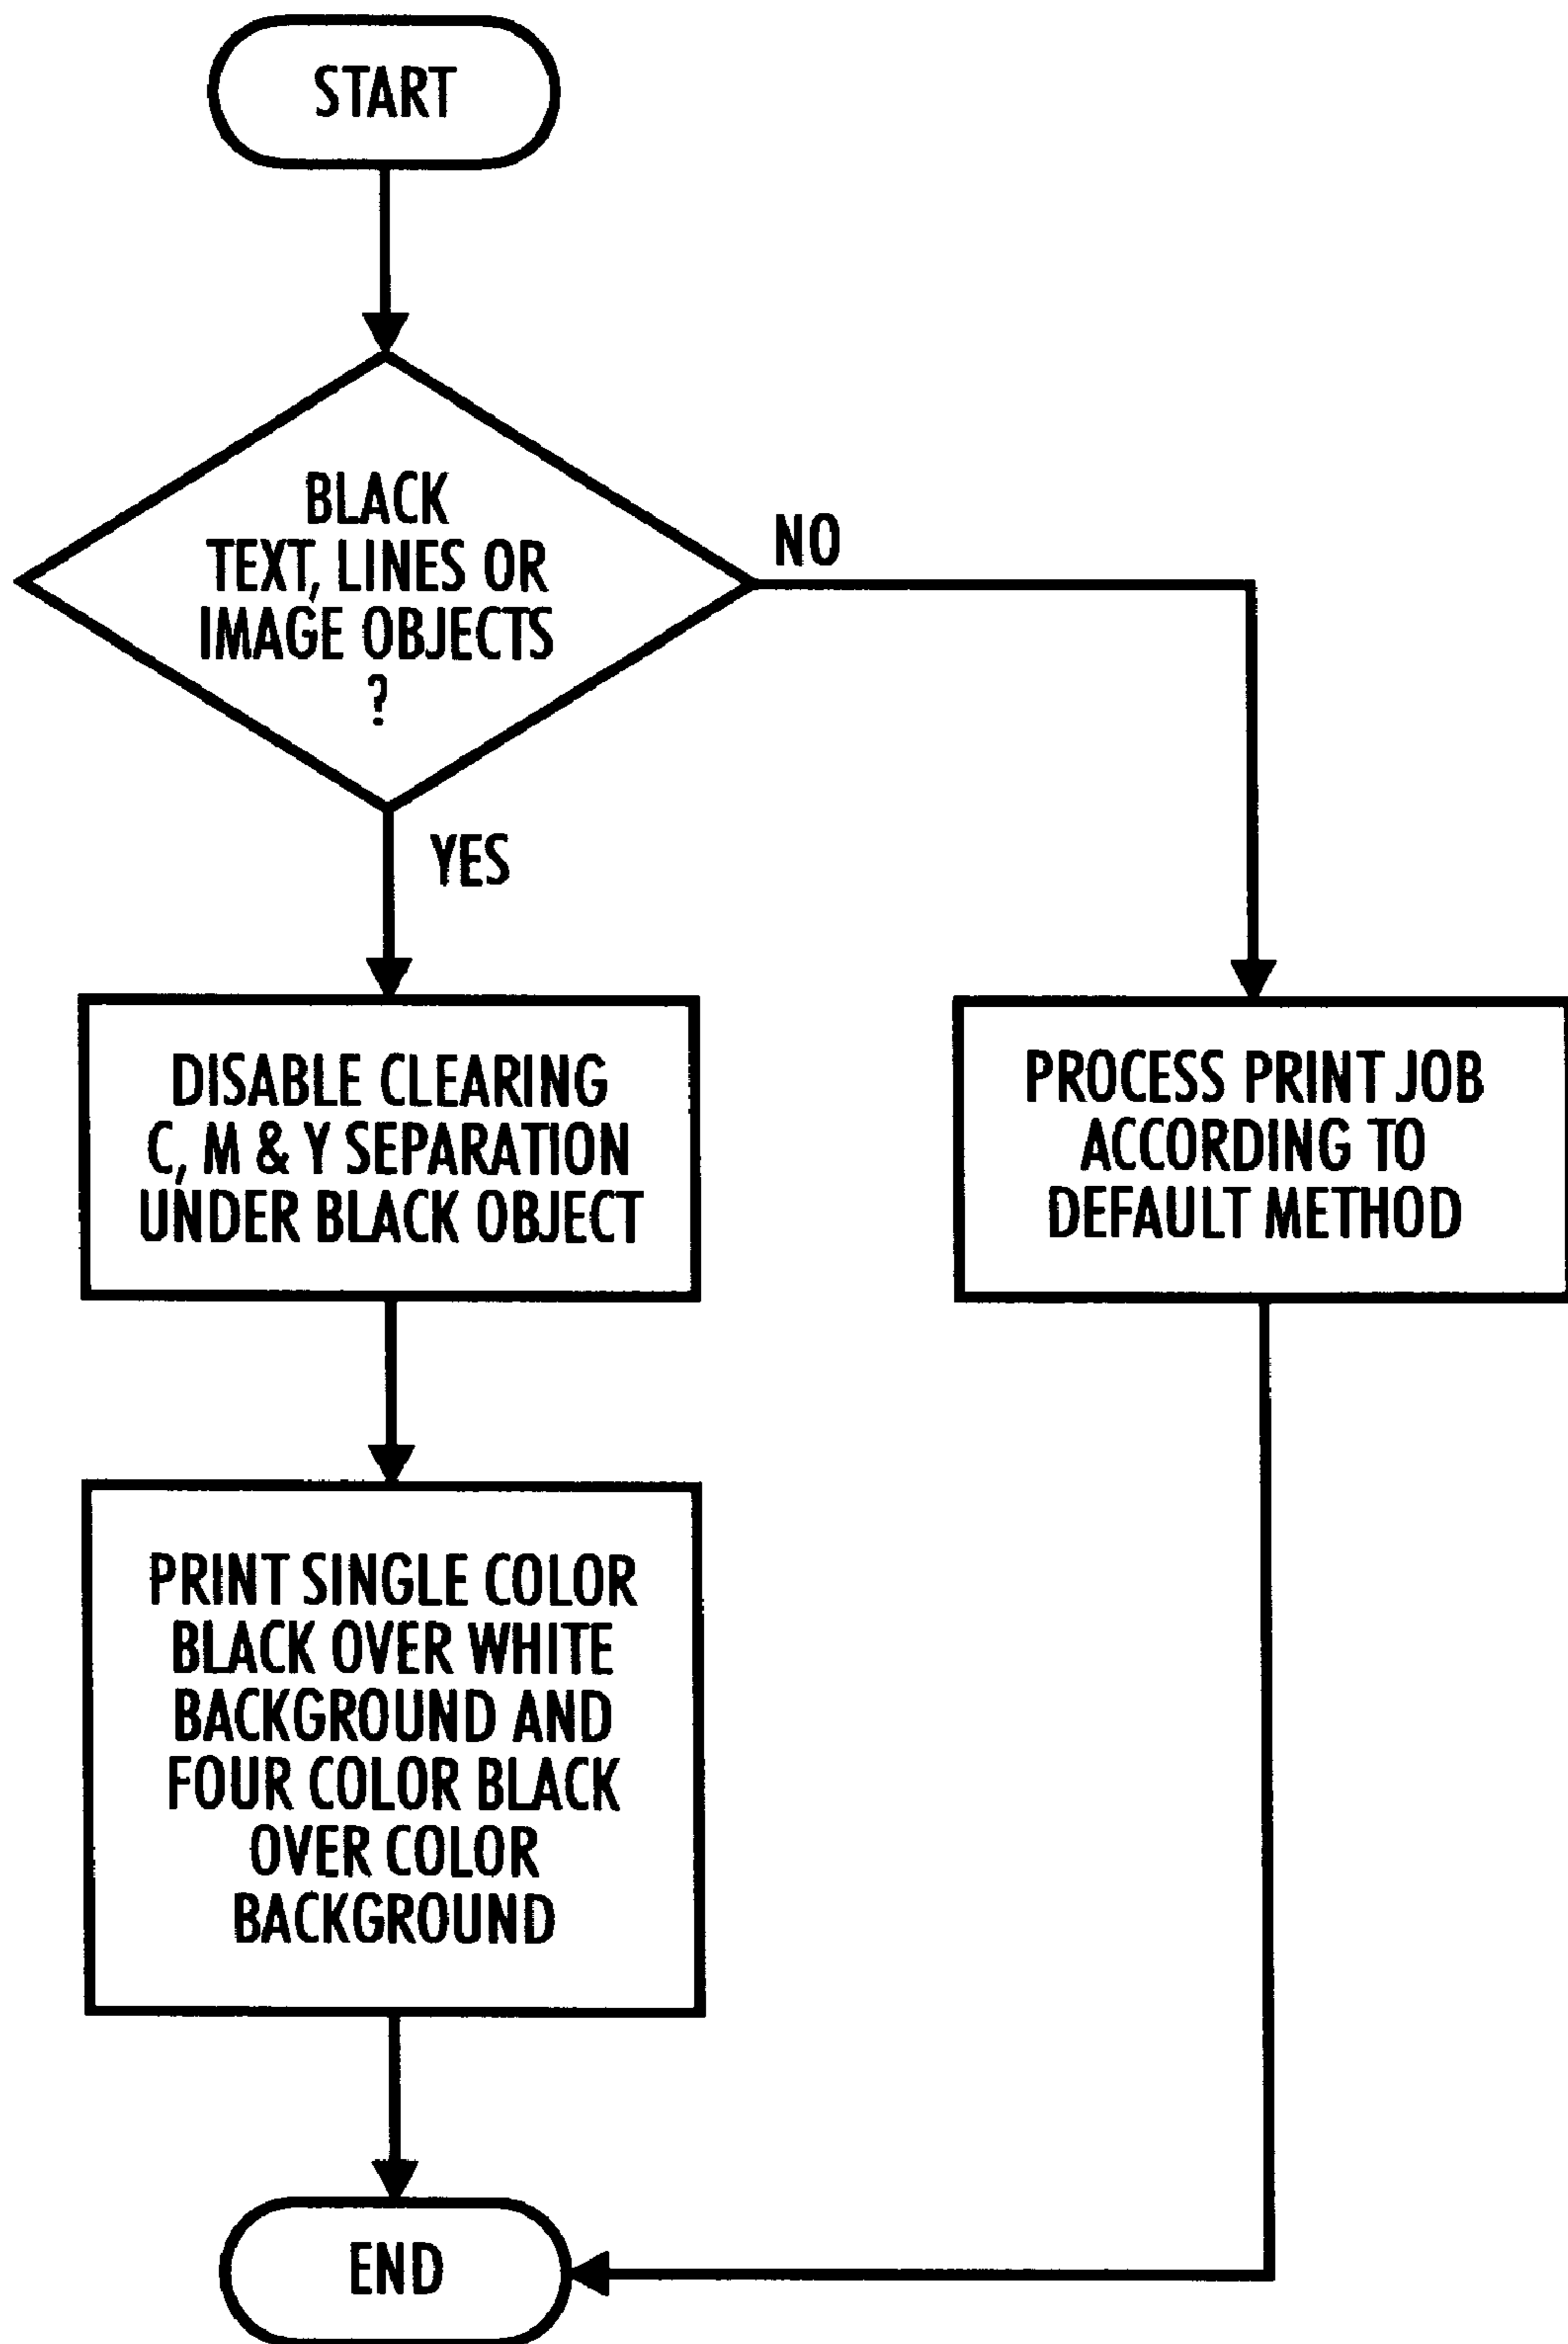 START
BLACK
TEXT, LINES OR
IMAGE OBJECTS
?
NO
YES
DISABLE CLEARING
C, M & Y SEPARATION
UNDER BLACK OBJECT
PROCESS PRINT JOB
ACCORDING TO
DEFAULT METHOD
PRINT SINGLE COLOR
BLACK OVER WHITE
BACKGROUND AND
FOUR COLOR BLACK
OVER COLOR
BACKGROUND
END